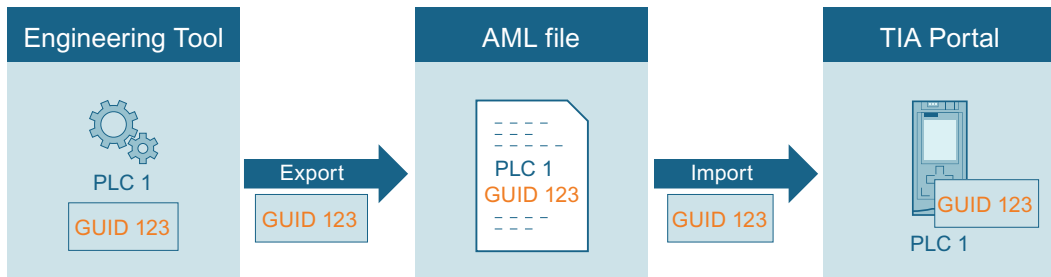 Engineering Tool
PLC 1
GUID 123
Export
GUID 123
AML file
PLC 1
GUID 123
Import
GUID 123
TIA Portal
GUID 123
PLC 1